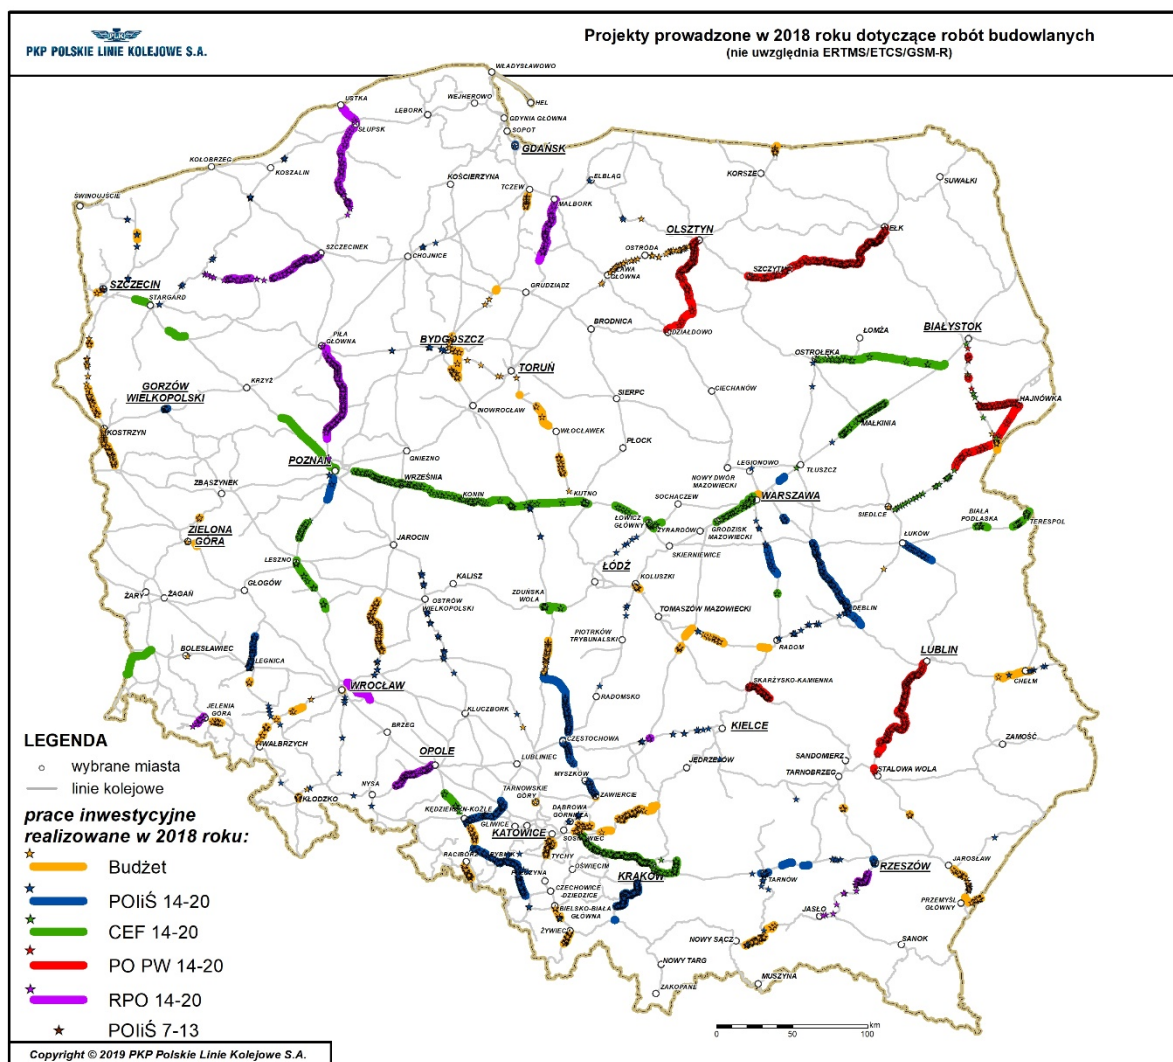 PKP POLSKIE LINIE KOLEJOWE S.A.
Projekty prowadzone w 2018 roku dotyczące robót budowlanych
(nie uwzględnia ERTMS/ETCS/GSM-R)
WŁADYSŁAWOWO
USTKA
WEJHEROWO
HEL
LĘBORK
GDYNIA GŁÓWNA
SŁUPSK
SOPOT
GDAŃSK
KOŁOBRZEG
KOSZALIN
KORSZE
SUWAŁKI
KOŚCIERZYNA
TCZEW
ELBLĄG
ŚWINOUJŚCIE
MALBORK
OLSZTYN
EŁK
SZCZECINEK
CHOJNICE
OSTRÓDA
IŁAWA
GŁÓWNA
SZCZYTNO
SZCZECIN
STARGARD
GRUDZIĄDZ
BRODNICA
DZIAŁDOWO
ŁOMŻA
BIAŁYSTOK
PIŁA
GŁÓWNA
BYDGOSZCZ
OSTROŁĘKA
TORUŃ
GORZÓW
WIELKOPOLSKI
KRZYŻ
SIERPC
CIECHANÓW
HAJNÓWKA
INOWROCŁAW
MAŁKINIA
KOSTRZYN
WŁOCŁAWEK
PŁOCK
GNIEZNO
POZNAŃ
LEGIONOWO
TŁUSZCZ
WRZEŚNIA
NOWY DWÓR
MAZOWIECKI
ZBĄSZYNEK
KONIN
KUTNO
SOCHACZEW
WARSZAWA
SIEDLCE
BIAŁA
PODLASKA
TERESPOL
ŁOWICZ
GŁÓWNY
ŻYRARDÓW
GRODZISK
MAZOWIECKI
ZIELONA
GÓRA
JAROCIN
SKIERNIEWICE
ŁUKÓW
LESZNO
ŁÓDŹ
KOLUSZKI
KALISZ
GŁOGÓW
ŻARY
ŻAGAŃ
OSTRÓW
WIELKOPOLSKI
ZDUŃSKA
WOLA
TOMASZÓW MAZOWIECKI
DĘBLIN
PIOTRKÓW
TRYBUNALSKI
RADOM
BOLESŁAWIEC
LEGNICA
LUBLIN
CHEŁM
WROCŁAW
SKARŻYSKO-KAMIENNA
RADOMSKO
JELENIA
GÓRA
KLUCZBORK
BRZEG
KIELCE
WAŁBRZYCH
CZĘSTOCHOWA
ZAMOŚĆ
OPOLE
LUBLINIEC
SANDOMIERZ
JĘDRZEJÓW
TARNOBRZEG
STALOWA WOLA
MYSZKÓW
NYSA
TARNOWSKIE
GÓRY
ZAWIERCIE
KŁODZKO
KĘDZIERZYN-KOŹLE
DĄBROWA
GÓRNICZA
GLIWICE
KATOWICE
SOSNOWIEC
RACIBÓRZ
RYBNIK
TYCHY
OŚWIĘCIM
PSZCZYNA
KRAKÓW
TARNÓW
RZESZÓW
JAROSŁAW
CZECHOWICE
-DZIEDZICE
BIELSKO-BIAŁA
GŁÓWNA
JASŁO
PRZEMYŚL
GŁÓWNY
ŻYWIEC
NOWY SĄCZ
SANOK
NOWY TARG
MUSZYNA
ZAKOPANE
LEGENDA
wybrane miasta
linie kolejowe
prace inwestycyjne
realizowane w 2018 roku:
Budżet
POIiŚ 14-20
CEF 14-20
PO PW 14-20
RPO 14-20
POIiŚ 7-13
km
0 50 100
Copyright © 2019 PKP Polskie Linie Kolejowe S.A.